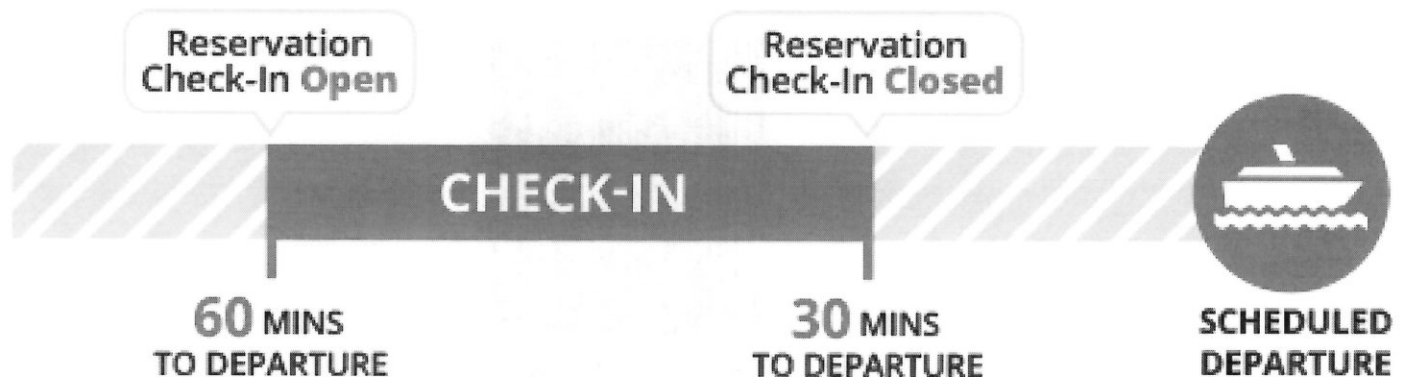 Reservation
Check-In Open
Reservation
Check-In Closed
CHECK-IN
60 MINS
TO DEPARTURE
30 MINS
TO DEPARTURE
SCHEDULED
DEPARTURE